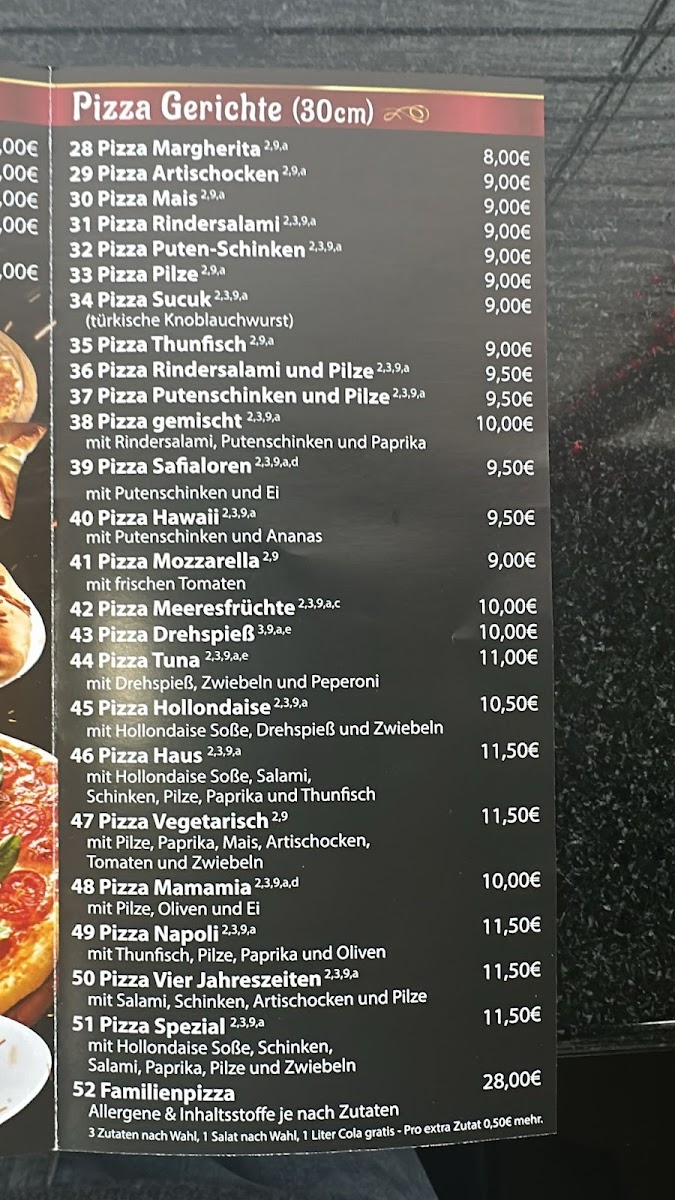 Pizza Gerichte (30cm)
,00€
,00€
,00€
,00€
,00€
28 Pizza Margherita 2,9,a 8,00€
29 Pizza Artischocken 2,9,a 9,00€
30 Pizza Mais 2,9,a 9,00€
31 Pizza Rindersalami 2,3,9,a 9,00€
32 Pizza Puten-Schinken 2,3,9,a 9,00€
33 Pizza Pilze 2,9,a 9,00€
34 Pizza Sucuk 2,3,9,a 9,00€
(türkische Knoblauchwurst)
35 Pizza Thunfisch 2,9,a 9,00€
36 Pizza Rindersalami und Pilze 2,3,9,a 9,50€
37 Pizza Putenschinken und Pilze 2,3,9,a 9,50€
38 Pizza gemischt 2,3,9,a 10,00€
mit Rindersalami, Putenschinken und Paprika
39 Pizza Safialoren 2,3,9,a,d 9,50€
mit Putenschinken und Ei
40 Pizza Hawaii 2,3,9,a 9,50€
mit Putenschinken und Ananas
41 Pizza Mozzarella 2,9 9,00€
mit frischen Tomaten
42 Pizza Meeresfrüchte 2,3,9,a,c 10,00€
43 Pizza Drehspieß 3,9,a,e 10,00€
44 Pizza Tuna 2,3,9,a,e 11,00€
mit Drehspieß, Zwiebeln und Peperoni
45 Pizza Hollondaise 2,3,9,a 10,50€
mit Hollondaise Soße, Drehspieß und Zwiebeln
46 Pizza Haus 2,3,9,a 11,50€
mit Hollondaise Soße, Salami,
Schinken, Pilze, Paprika und Thunfisch
47 Pizza Vegetarisch 2,9 11,50€
mit Pilze, Paprika, Mais, Artischocken,
Tomaten und Zwiebeln
48 Pizza Mamamia 2,3,9,a,d 10,00€
mit Pilze, Oliven und Ei
49 Pizza Napoli 2,3,9,a 11,50€
mit Thunfisch, Pilze, Paprika und Oliven
50 Pizza Vier Jahreszeiten 2,3,9,a 11,50€
mit Salami, Schinken, Artischocken und Pilze
51 Pizza Spezial 2,3,9,a 11,50€
mit Hollondaise Soße, Schinken,
Salami, Paprika, Pilze und Zwiebeln
52 Familienpizza 28,00€
Allergene & Inhaltsstoffe je nach Zutaten
3 Zutaten nach Wahl, 1 Salat nach Wahl, 1 Liter Cola gratis - Pro extra Zutat 0,50€ mehr.